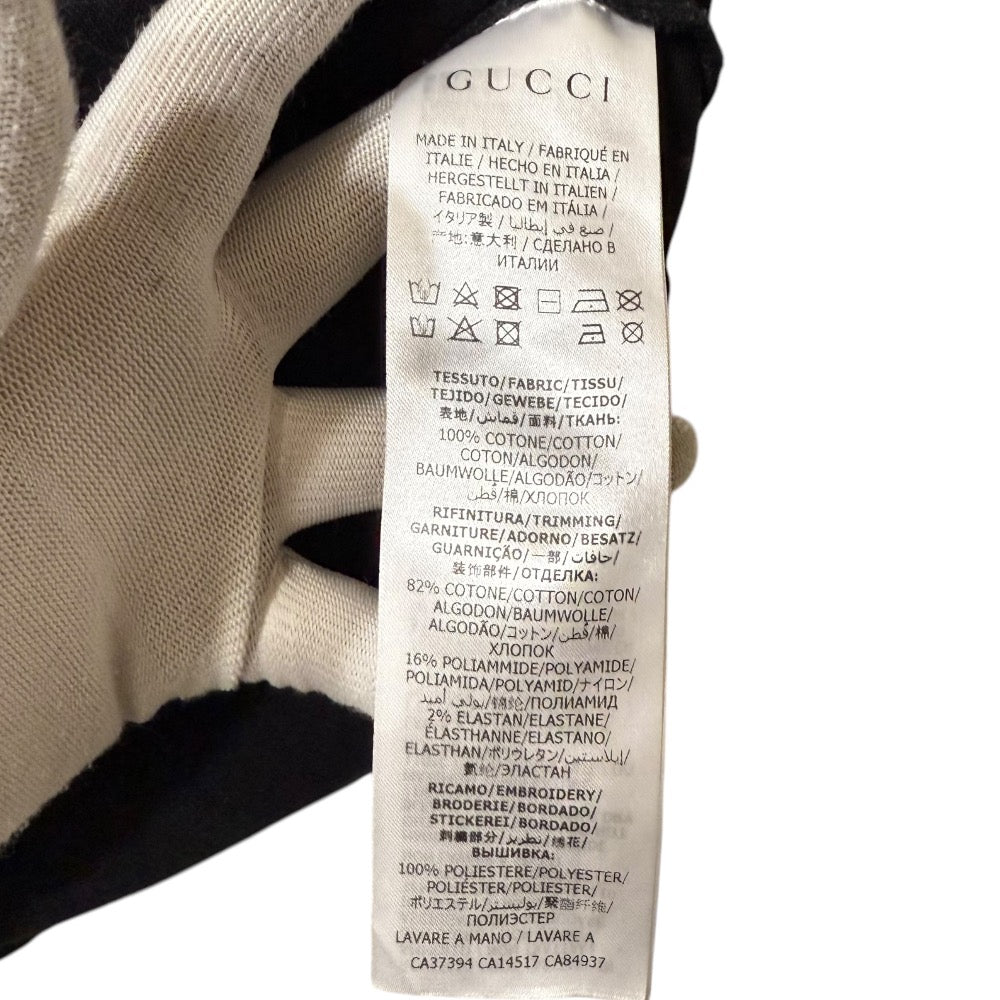 GUCCI
MADE IN ITALY / FABRIQUÉ EN
ITALIE / HECHO EN ITALIA /
HERGESTELLT IN ITALIEN /
FABRICADO EM ITÁLIA /
イタリア製 / صنع في إيطاليا /
产地:意大利 / СДЕЛАНО В
ИТАЛИИ
TESSUTO/FABRIC/TISSU/
TEJIDO/GEWEBE/TECIDO/
表地/قماش/面料/ТКАНЬ:
100% COTONE/COTTON/
COTON/ALGODON/
BAUMWOLLE/ALGODÃO/コットン/
قطن/棉/ХЛОПОК
RIFINITURA/TRIMMING/
GARNITURE/ADORNO/BESATZ/
GUARNIÇÃO/一部/حافات/
装饰部件/ОТДЕЛКА:
82% COTONE/COTTON/COTON/
ALGODON/BAUMWOLLE/
ALGODÃO/コットン/قطن/棉/
ХЛОПОК
16% POLIAMMIDE/POLYAMIDE/
POLIAMIDA/POLYAMID/ナイロン/
بولي أميد/锦纶/ПОЛИАМИД
2% ELASTAN/ELASTANE/
ÉLASTHANNE/ELASTANO/
ELASTHAN/ポリウレタン/إيلاستين/
氨纶/ЭЛАСТАН
RICAMO/EMBROIDERY/
BRODERIE/BORDADO/
STICKEREI/BORDADO/
刺繍部分/تطريز/绣花/
ВЫШИВКА:
100% POLIESTERE/POLYESTER/
POLIÉSTER/POLIÉSTER/
ポリエステル/بوليستر/聚酯纤维/
ПОЛИЭСТЕР
LAVARE A MANO / LAVARE A
CA37394 CA14517 CA84937